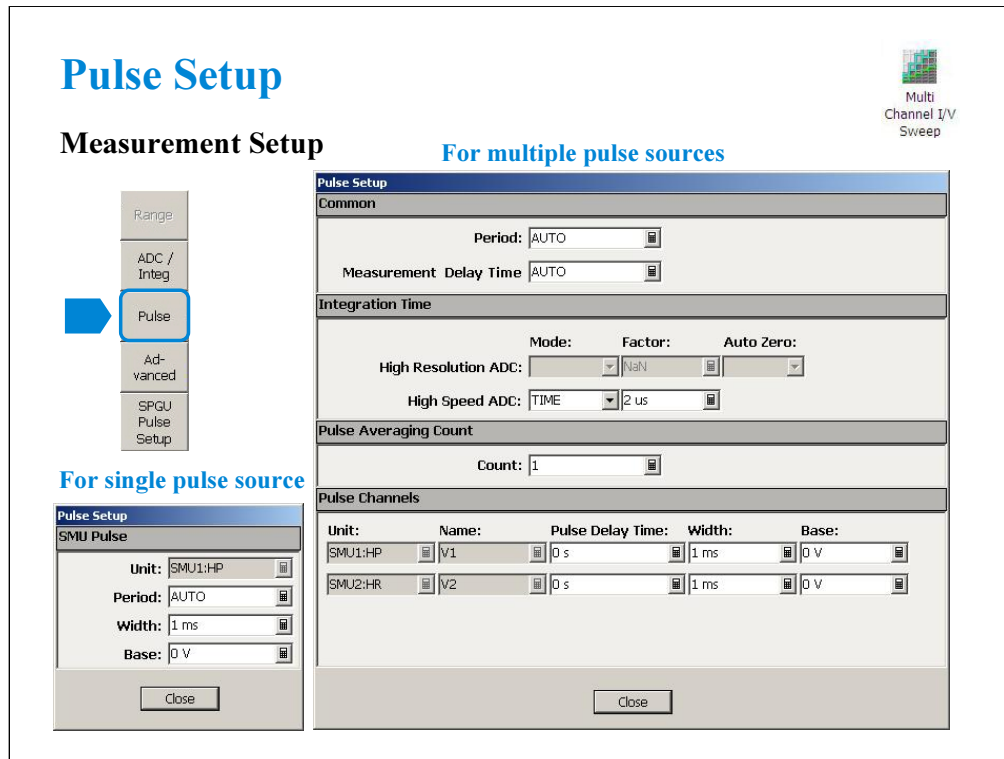 Pulse Setup
Multi
Channel I/V
Sweep
Measurement Setup
For multiple pulse sources
Range
ADC /
Integ
Pulse
Ad-
vanced
SPGU
Pulse
Setup
Pulse Setup
Common
Period: AUTO
Measurement Delay Time AUTO
Integration Time
Mode: Factor: Auto Zero:
High Resolution ADC: NaN
High Speed ADC: TIME 2 us
Pulse Averaging Count
Count: 1
Pulse Channels
Unit: Name: Pulse Delay Time: Width: Base:
SMU1:HP V1 0 s 1 ms 0 V
SMU2:HR V2 0 s 1 ms 0 V
Close
For single pulse source
Pulse Setup
SMU Pulse
Unit: SMU1:HP
Period: AUTO
Width: 1 ms
Base: 0 V
Close